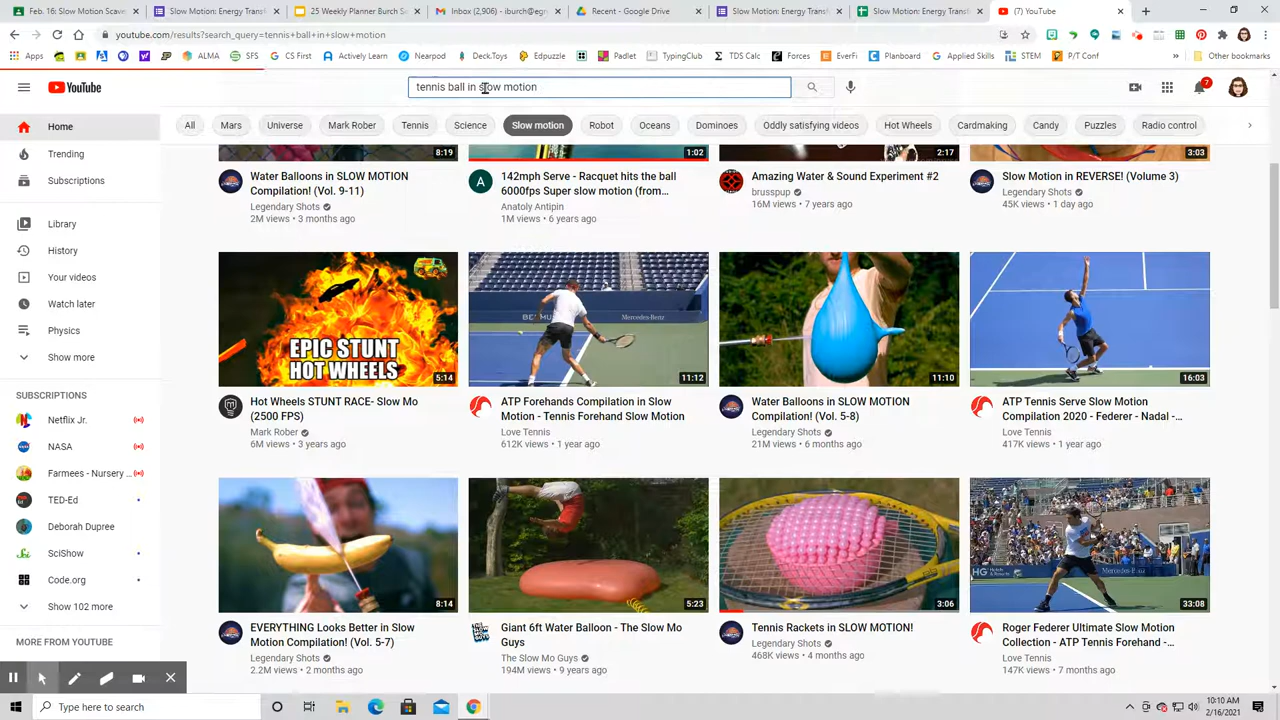 Feb. 16: Slow Motion Scaven
Slow Motion: Energy Transf
25 Weekly Planner Burch Se
Inbox (2,906) - iburch@egr
Recent - Google Drive
Slow Motion: Energy Transf
Slow Motion: Energy Transf
(7) YouTube
youtube.com/results?search_query=tennis+ball+in+slow+motion
Apps
ALMA
SFS
CS First
Actively Learn
Nearpod
Deck.Toys
Edpuzzle
Padlet
TypingClub
TDS Calc
Forces
EverFi
Planboard
Applied Skills
STEM
P/T Conf
Other bookmarks
YouTube
tennis ball in slow motion
7
Home
Trending
Subscriptions
Library
History
Your videos
Watch later
Physics
Show more
SUBSCRIPTIONS
Netflix Jr.
NASA
Farmees - Nursery ...
TED-Ed
Deborah Dupree
SciShow
Code.org
Show 102 more
MORE FROM YOUTUBE
All
Mars
Universe
Mark Rober
Tennis
Science
Slow motion
Robot
Oceans
Dominoes
Oddly satisfying videos
Hot Wheels
Cardmaking
Candy
Puzzles
Radio control
8:19
1:02
2:17
3:03
Water Balloons in SLOW MOTION
Compilation! (Vol. 9-11)
Legendary Shots
2M views • 3 months ago
A
142mph Serve - Racquet hits the ball
6000fps Super slow motion (from...
Anatoly Antipin
1M views • 6 years ago
Amazing Water & Sound Experiment #2
brusspup
16M views • 7 years ago
Slow Motion in REVERSE! (Volume 3)
Legendary Shots
45K views • 1 day ago
EPIC STUNT
HOT WHEELS
5:14
Mercedes-Benz
11:12
11:10
16:03
Hot Wheels STUNT RACE- Slow Mo
(2500 FPS)
Mark Rober
6M views • 3 years ago
ATP Forehands Compilation in Slow
Motion - Tennis Forehand Slow Motion
Love Tennis
612K views • 1 year ago
Water Balloons in SLOW MOTION
Compilation! (Vol. 5-8)
Legendary Shots
21M views • 6 months ago
ATP Tennis Serve Slow Motion
Compilation 2020 - Federer - Nadal -...
Love Tennis
417K views • 1 year ago
8:14
5:23
3:06
33:08
EVERYTHING Looks Better in Slow
Motion Compilation! (Vol. 5-7)
Legendary Shots
2.2M views • 2 months ago
Giant 6ft Water Balloon - The Slow Mo
Guys
The Slow Mo Guys
194M views • 9 years ago
Tennis Rackets in SLOW MOTION!
Legendary Shots
468K views • 4 months ago
Roger Federer Ultimate Slow Motion
Collection - ATP Tennis Forehand -...
Love Tennis
147K views • 7 months ago
Type here to search
10:10 AM
2/16/2021